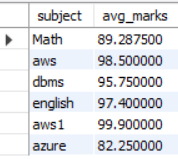 subject avg_marks
Math 89.287500
aws 98.500000
dbms 95.750000
english 97.400000
aws1 99.900000
azure 82.250000